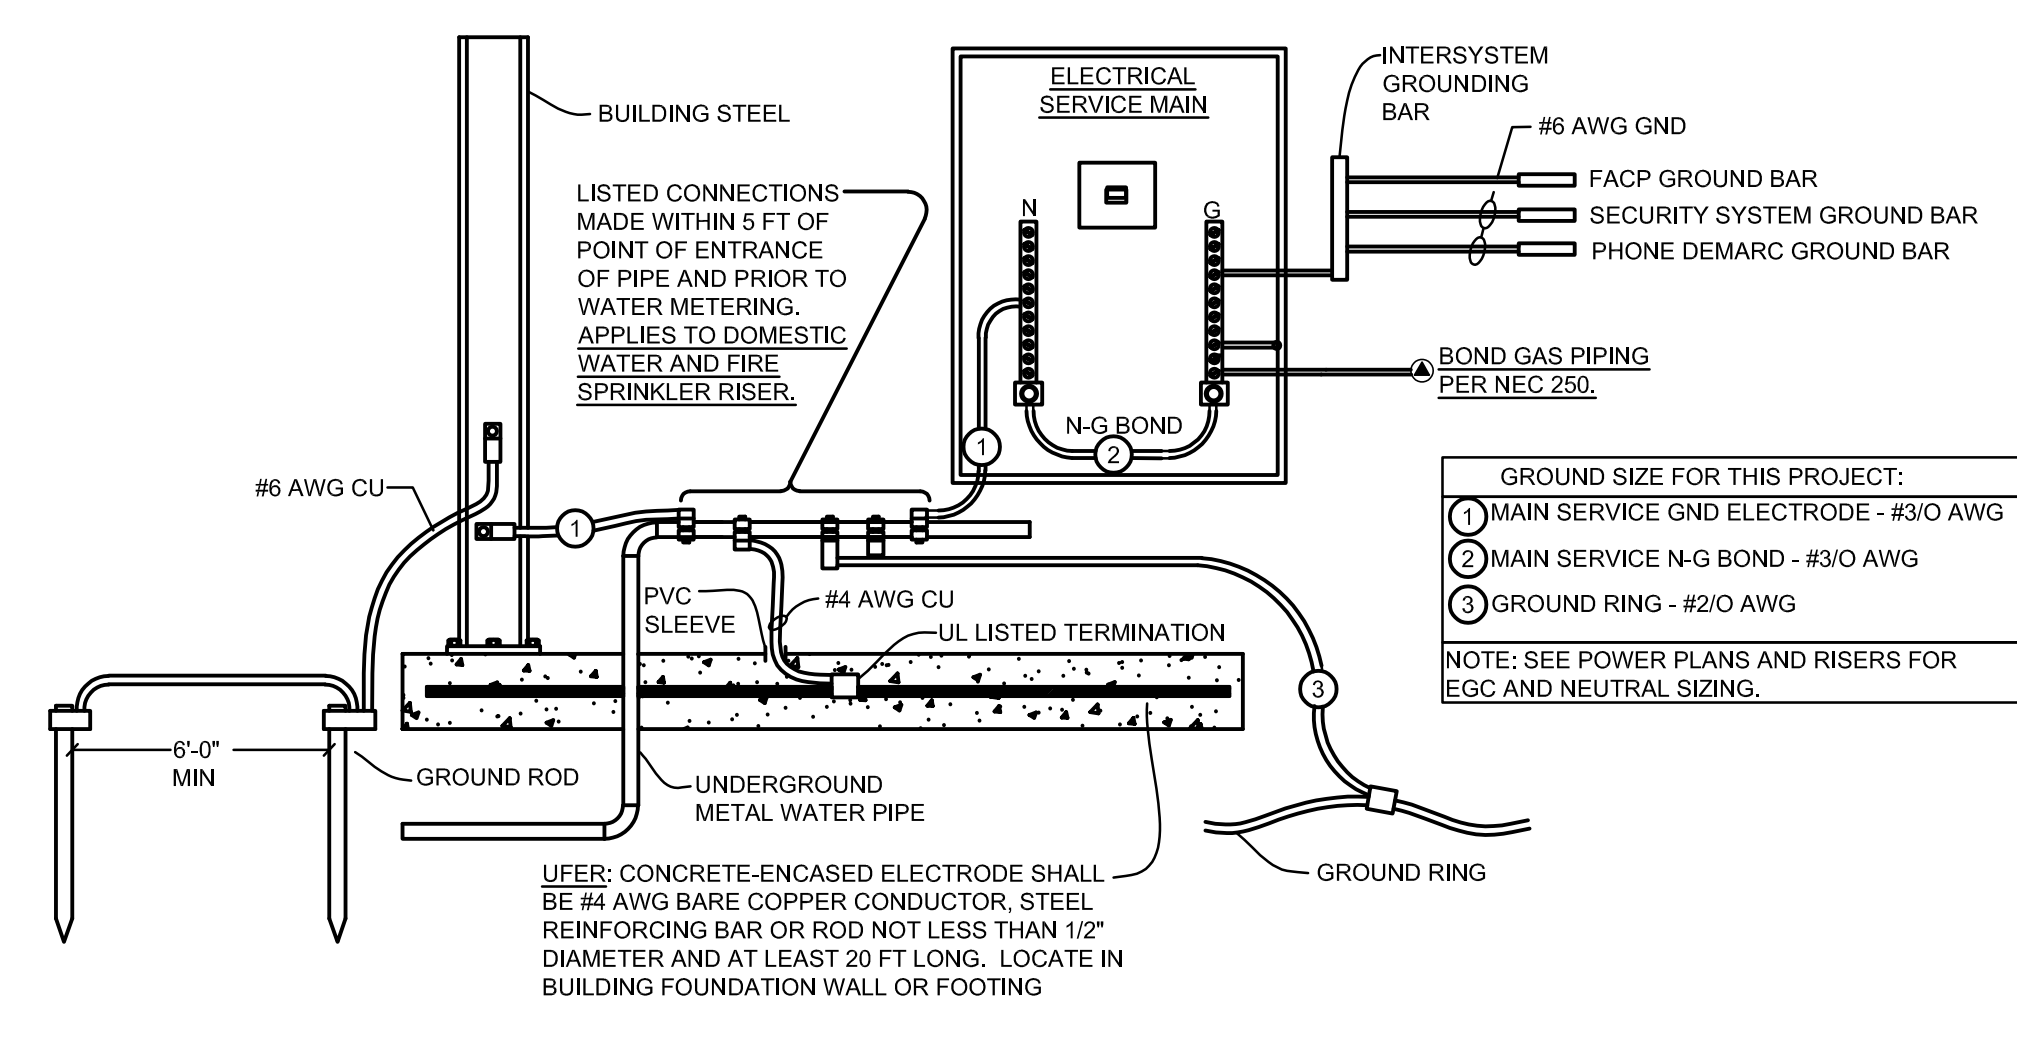 BUILDING STEEL
LISTED CONNECTIONS
MADE WITHIN 5 FT OF
POINT OF ENTRANCE
OF PIPE AND PRIOR TO
WATER METERING.
APPLIES TO DOMESTIC
WATER AND FIRE
SPRINKLER RISER.
ELECTRICAL
SERVICE MAIN
N
G
N-G BOND
1
2
INTERSYSTEM
GROUNDING
BAR
#6 AWG GND
FACP GROUND BAR
SECURITY SYSTEM GROUND BAR
PHONE DEMARC GROUND BAR
BOND GAS PIPING
PER NEC 250.
GROUND SIZE FOR THIS PROJECT:
1 MAIN SERVICE GND ELECTRODE - #3/O AWG
2 MAIN SERVICE N-G BOND - #3/O AWG
3 GROUND RING - #2/O AWG
NOTE: SEE POWER PLANS AND RISERS FOR
EGC AND NEUTRAL SIZING.
#6 AWG CU
1
PVC
SLEEVE
#4 AWG CU
UL LISTED TERMINATION
3
6'-0"
MIN
GROUND ROD
UNDERGROUND
METAL WATER PIPE
UFER: CONCRETE-ENCASED ELECTRODE SHALL
BE #4 AWG BARE COPPER CONDUCTOR, STEEL
REINFORCING BAR OR ROD NOT LESS THAN 1/2"
DIAMETER AND AT LEAST 20 FT LONG. LOCATE IN
BUILDING FOUNDATION WALL OR FOOTING
GROUND RING